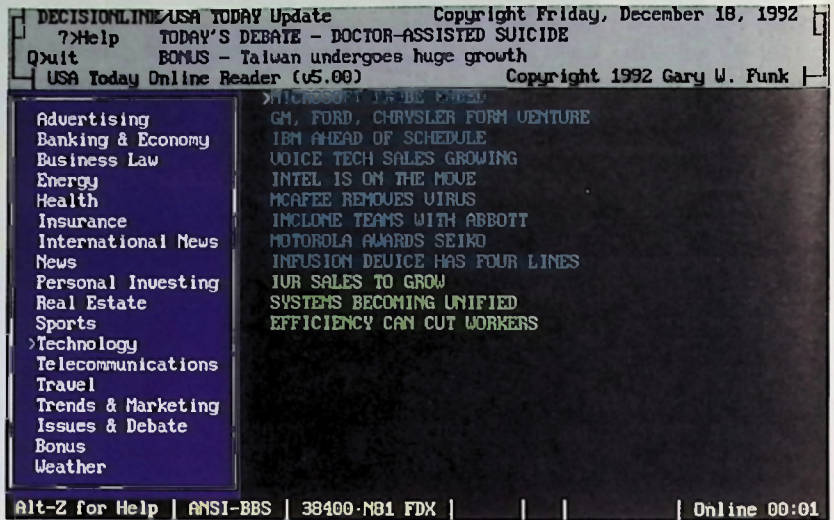 DECISIONLINE/USA TODAY Update Copyright Friday, December 18, 1992
?>Help TODAY'S DEBATE - DOCTOR-ASSISTED SUICIDE
Q>uit BONUS - Taiwan undergoes huge growth
USA Today Online Reader (v5.00) Copyright 1992 Gary W. Funk
Advertising
Banking & Economy
Business Law
Energy
Health
Insurance
International News
News
Personal Investing
Real Estate
Sports
>Technology
Telecommunications
Travel
Trends & Marketing
Issues & Debate
Bonus
Weather
>MICROSOFT
GM, FORD, CHRYSLER FORM VENTURE
IBM AHEAD OF SCHEDULE
VOICE TECH SALES GROWING
INTEL IS ON THE MOVE
MCAFEE REMOVES VIRUS
IMCLONE TEAMS WITH ABBOTT
MOTOROLA AWARDS SEIKO
INFUSION DEVICE HAS FOUR LINES
IVR SALES TO GROW
SYSTEMS BECOMING UNIFIED
EFFICIENCY CAN CUT WORKERS
Alt-Z for Help | ANSI-BBS | 38400·N81 FDX | | | | Online 00:01